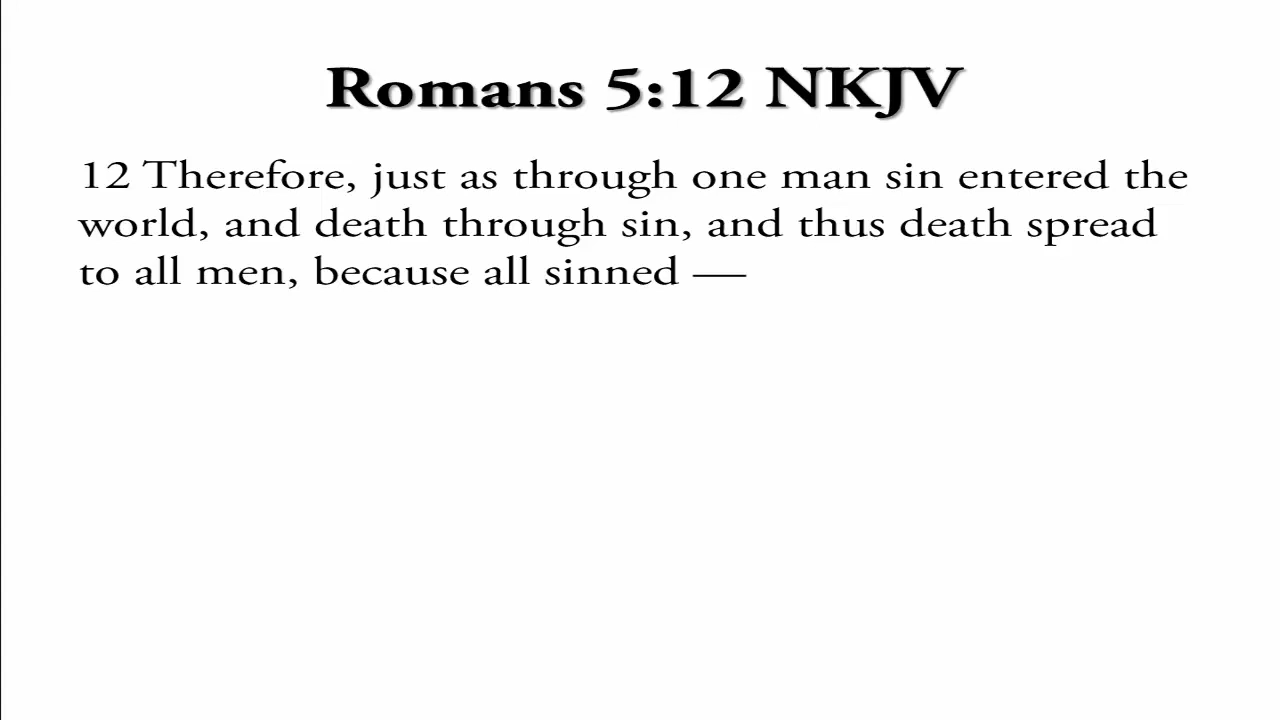 Romans 5:12 NKJV
12 Therefore, just as through one man sin entered the
world, and death through sin, and thus death spread
to all men, because all sinned —